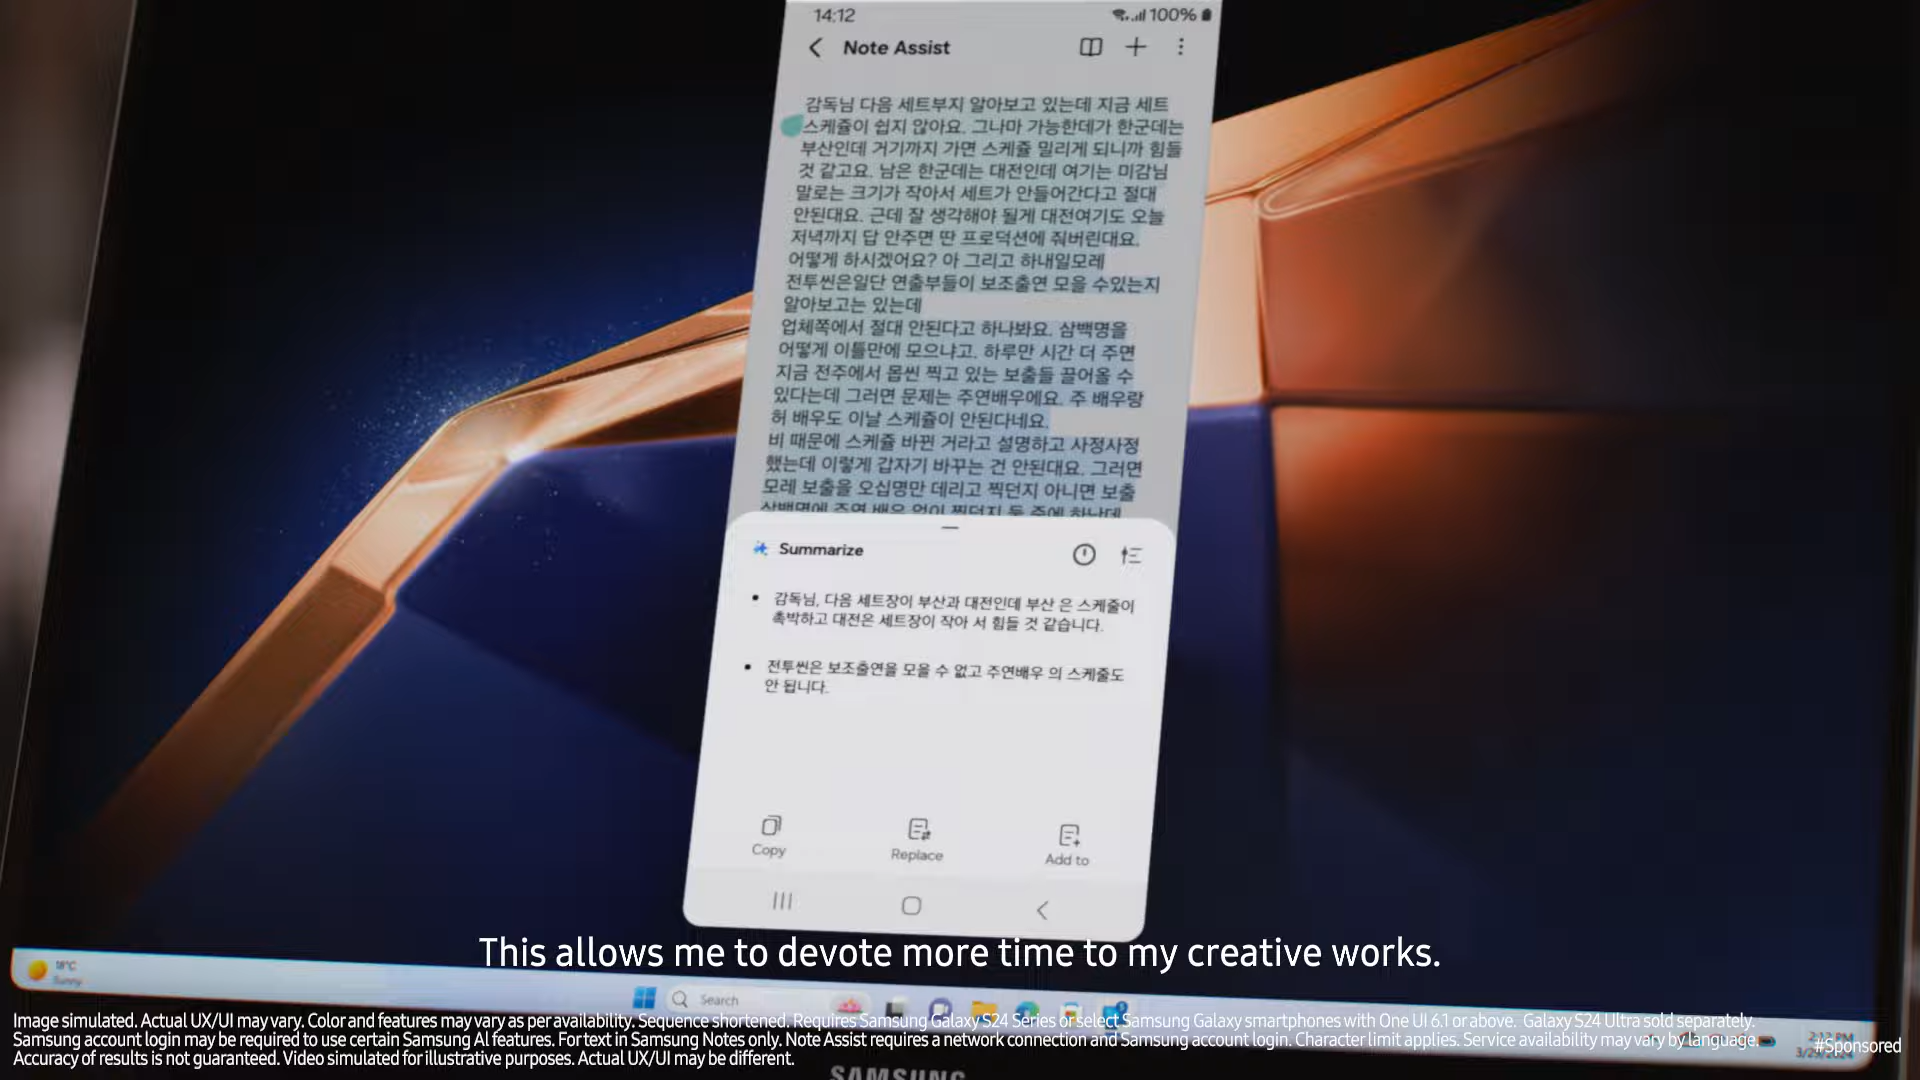 14:12
100%
Note Assist
감독님 다음 세트부지 알아보고 있는데 지금 세트
스케쥴이 쉽지 않아요. 그나마 가능한데가 한군데는
부산인데 거기까지 가면 스케쥴 밀리게 되니까 힘들
것 같고요. 남은 한군데는 대전인데 여기는 미감님
말로는 크기가 작아서 세트가 안들어간다고 절대
안된대요. 근데 잘 생각해야 될게 대전여기도 오늘
저녁까지 답 안주면 딴 프로덕션에 줘버린대요.
어떻게 하시겠어요? 아 그리고 하내일모레
전투씬은일단 연출부들이 보조출연 모을 수있는지
알아보고는 있는데
업체쪽에서 절대 안된다고 하나봐요. 삼백명을
어떻게 이틀만에 모으냐고. 하루만 시간 더 주면
지금 전주에서 몹씬 찍고 있는 보출들 끌어올 수
있다는데 그러면 문제는 주연배우에요. 주 배우랑
허 배우도 이날 스케쥴이 안된다네요.
비 때문에 스케쥴 바뀐 거라고 설명하고 사정사정
했는데 이렇게 갑자기 바꾸는 건 안된대요. 그러면
모레 보출을 오십명만 데리고 찍던지 아니면 보출
삼백명에 주연 배우 없이 찍던지 둘 중에 하난데
Summarize
• 감독님, 다음 세트장이 부산과 대전인데 부산 은 스케줄이
촉박하고 대전은 세트장이 작아 서 힘들 것 같습니다.
• 전투씬은 보조출연을 모을 수 없고 주연배우 의 스케줄도
안 됩니다.
Copy
Replace
Add to
This allows me to devote more time to my creative works.
18°C
Sunny
Search
2:12 PM
Image simulated. Actual UX/UI may vary. Color and features may vary as per availability. Sequence shortened. Requires Samsung Galaxy S24 Series or select Samsung Galaxy smartphones with One UI 6.1 or above. Galaxy S24 Ultra sold separately.
Samsung account login may be required to use certain Samsung AI features. For text in Samsung Notes only. Note Assist requires a network connection and Samsung account login. Character limit applies. Service availability may vary by language.
Accuracy of results is not guaranteed. Video simulated for illustrative purposes. Actual UX/UI may be different.
#Sponsored
SAMSUNG